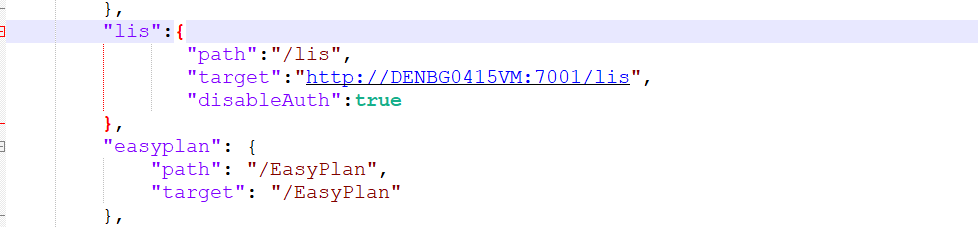 },
"lis":{
"path":"/lis",
"target":"http://DENBG0415VM:7001/lis",
"disableAuth":true
},
"easyplan": {
"path": "/EasyPlan",
"target": "/EasyPlan"
},